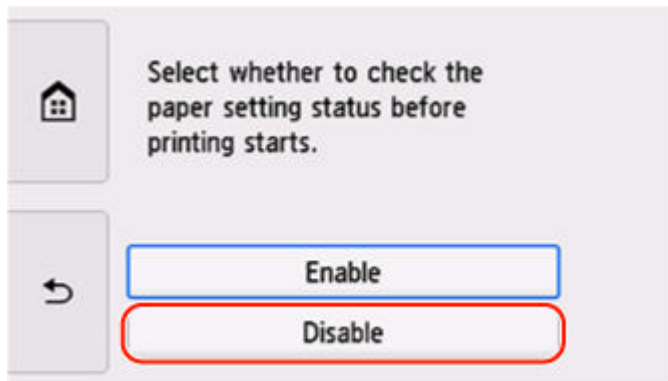 Select whether to check the
paper setting status before
printing starts.
Enable
Disable